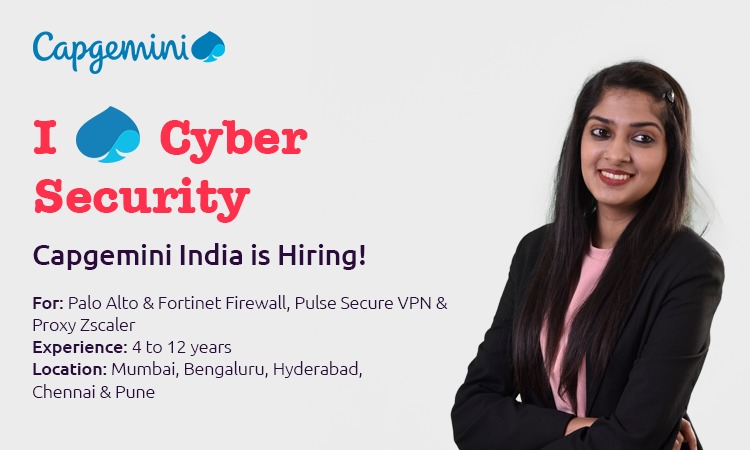 Capgemini
I Cyber
Security
Capgemini India is Hiring!
For: Palo Alto & Fortinet Firewall, Pulse Secure VPN &
Proxy Zscaler
Experience: 4 to 12 years
Location: Mumbai, Bengaluru, Hyderabad,
Chennai & Pune